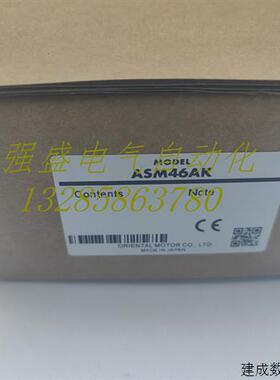 强盛电气自动化
MODEL
ASM46AK
13285863780
Contents Note
CE
ORIENTAL MOTOR CO., LTD.
MADE IN JAPAN
建成数